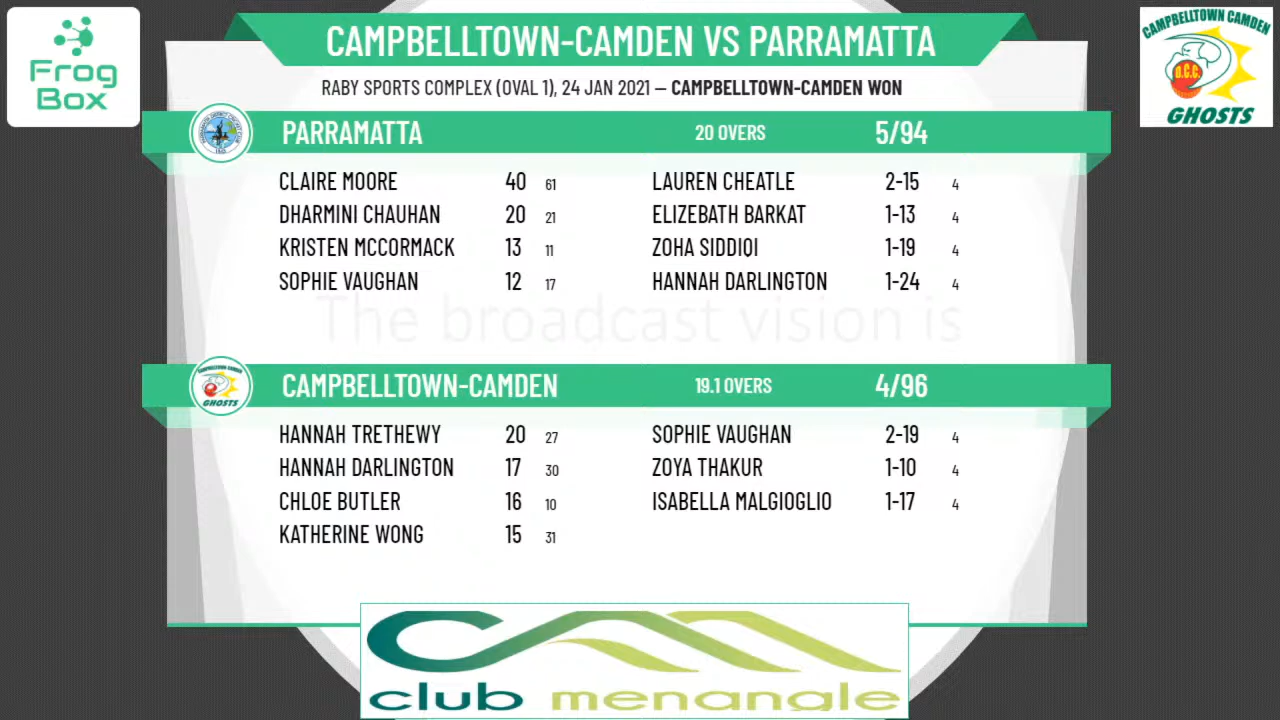 Frog
Box
CAMPBELLTOWN-CAMDEN VS PARRAMATTA
CAMPBELLTOWN CAMDEN
O.C.C.
GHOSTS
RABY SPORTS COMPLEX (OVAL 1), 24 JAN 2021 – CAMPBELLTOWN-CAMDEN WON
PARRAMATTA 20 OVERS 5/94
CLAIRE MOORE 40 61 LAUREN CHEATLE 2-15 4
DHARMINI CHAUHAN 20 21 ELIZEBATH BARKAT 1-13 4
KRISTEN MCCORMACK 13 11 ZOHA SIDDIQI 1-19 4
SOPHIE VAUGHAN 12 17 HANNAH DARLINGTON 1-24 4
The broadcast vision is
CAMPBELLTOWN-CAMDEN 19.1 OVERS 4/96
GHOSTS
HANNAH TRETHEWY 20 27 SOPHIE VAUGHAN 2-19 4
HANNAH DARLINGTON 17 30 ZOYA THAKUR 1-10 4
CHLOE BUTLER 16 10 ISABELLA MALGIOGLIO 1-17 4
KATHERINE WONG 15 31
club menangle